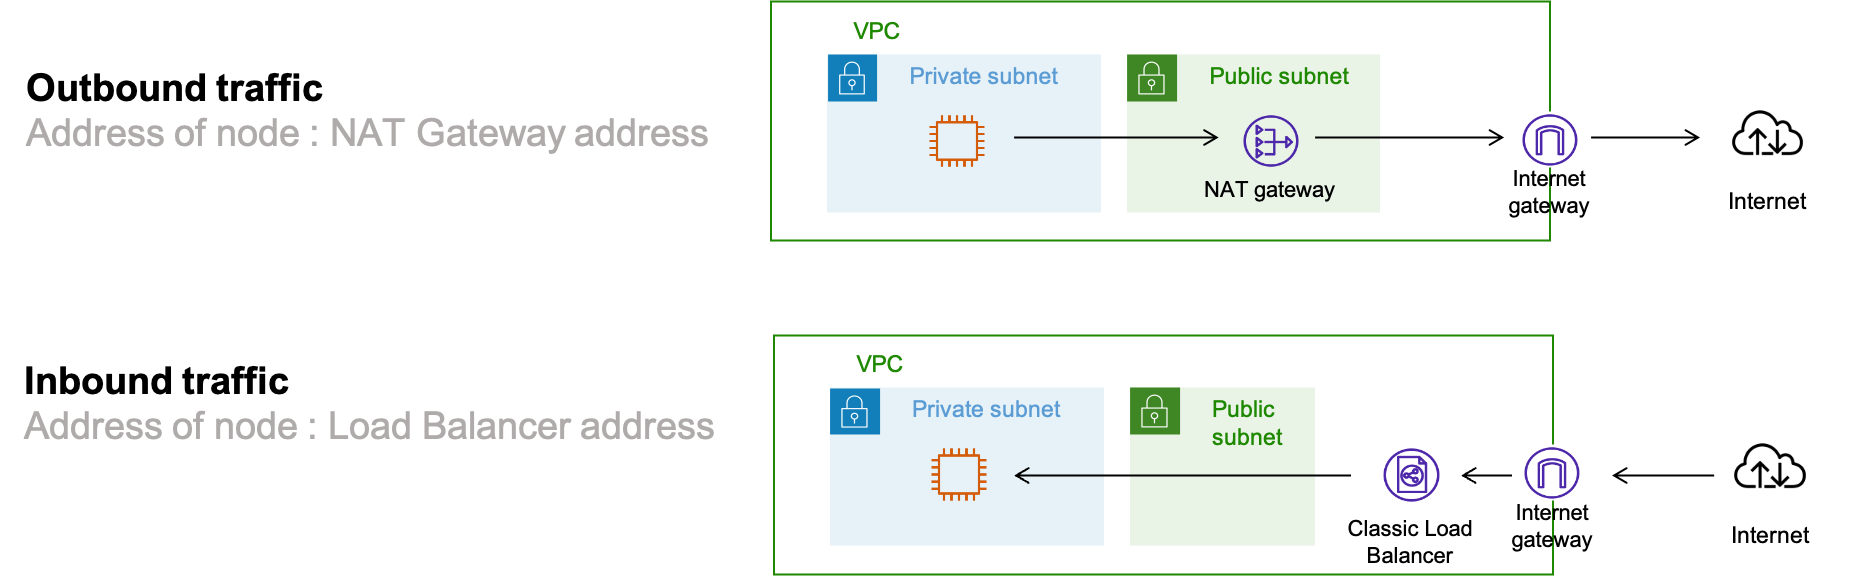 Outbound traffic
Address of node : NAT Gateway address
VPC
Private subnet
Public subnet
NAT gateway
Internet
gateway
Internet
Inbound traffic
Address of node : Load Balancer address
VPC
Private subnet
Public
subnet
Classic Load
Balancer
Internet
gateway
Internet